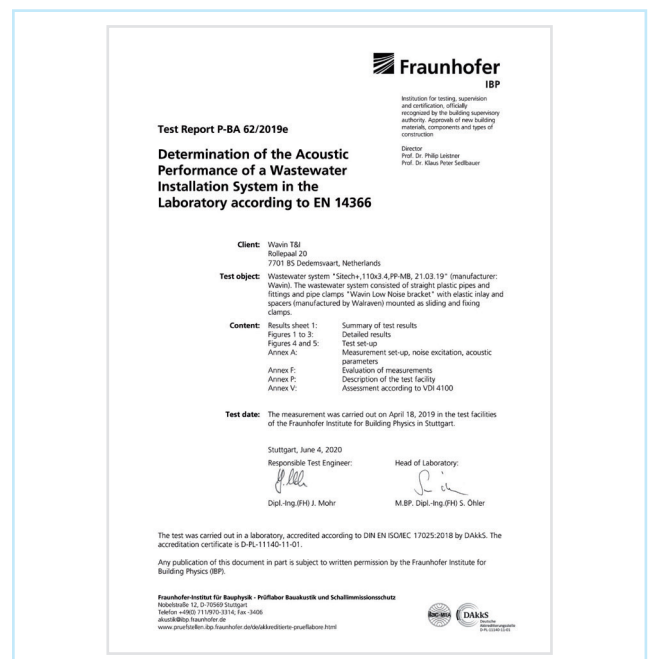 Fraunhofer
IBP
Institution for testing, supervision
and certification, officially
recognized by the building supervisory
authority. Approvals of new building
materials, components and types of
construction
Director
Prof. Dr. Philip Leistner
Prof. Dr. Klaus Peter Sedlbauer
Test Report P-BA 62/2019e
Determination of the Acoustic
Performance of a Wastewater
Installation System in the
Laboratory according to EN 14366
Client: Wavin T&I
Rollepaal 20
7701 BS Dedemsvaart, Netherlands
Test object: Wastewater system "Sitech+,110x3.4,PP-MB, 21.03.19" (manufacturer:
Wavin). The wastewater system consisted of straight plastic pipes and
fittings and pipe clamps "Wavin Low Noise bracket" with elastic inlay and
spacers (manufactured by Walraven) mounted as sliding and fixing
clamps.
Content: Results sheet 1: Summary of test results
Figures 1 to 3: Detailed results
Figures 4 and 5: Test set-up
Annex A: Measurement set-up, noise excitation, acoustic
parameters
Annex F: Evaluation of measurements
Annex P: Description of the test facility
Annex V: Assessment according to VDI 4100
Test date: The measurement was carried out on April 18, 2019 in the test facilities
of the Fraunhofer Institute for Building Physics in Stuttgart.
Stuttgart, June 4, 2020
Responsible Test Engineer: Head of Laboratory:
Dipl.-Ing.(FH) J. Mohr M.BP. Dipl.-Ing.(FH) S. Öhler
The test was carried out in a laboratory, accredited according to DIN EN ISO/IEC 17025:2018 by DAkkS. The
accreditation certificate is D-PL-11140-11-01.
Any publication of this document in part is subject to written permission by the Fraunhofer Institute for
Building Physics (IBP).
Fraunhofer-Institut für Bauphysik - Prüflabor Bauakustik und Schallimmissionsschutz
Nobelstraße 12, D-70569 Stuttgart
Telefon +49(0) 711/970-3314; Fax -3406
akustik@ibp.fraunhofer.de
www.pruefstellen.ibp.fraunhofer.de/de/akkreditierte-prueflabore.html
ilac-MRA
DAkkS
Deutsche
Akkreditierungsstelle
D-PL-11140-11-01